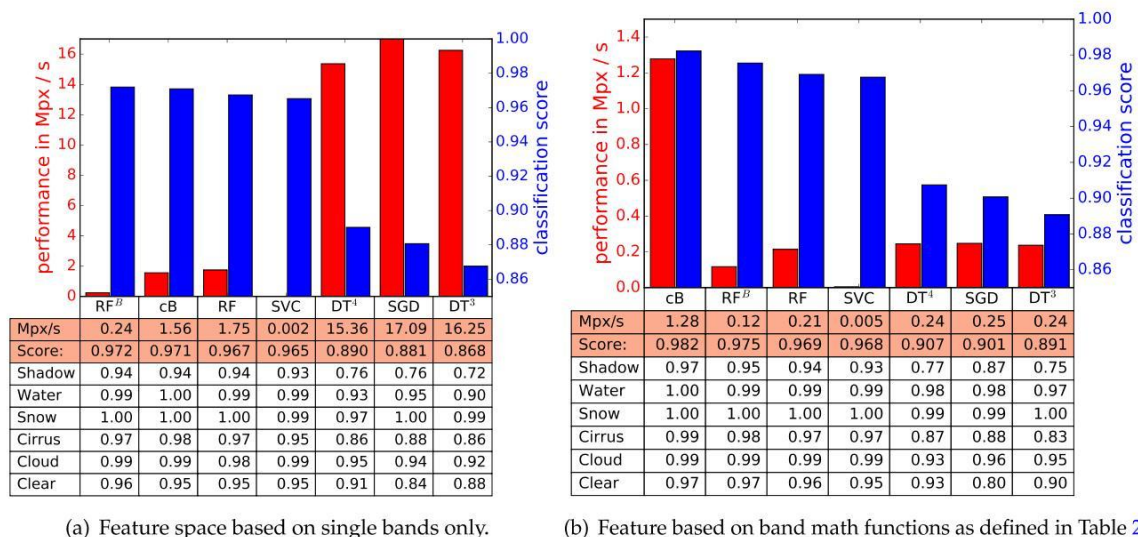 performance in Mpx / s
16
14
12
10
8
6
4
2
0
1.00
0.98
0.96
0.94
0.92
0.90
0.88
0.86
classification score
RF^B cB RF SVC DT^4 SGD DT^3
Mpx/s 0.24 1.56 1.75 0.002 15.36 17.09 16.25
Score: 0.972 0.971 0.967 0.965 0.890 0.881 0.868
Shadow 0.94 0.94 0.94 0.93 0.76 0.76 0.72
Water 0.99 1.00 0.99 0.99 0.93 0.95 0.90
Snow 1.00 1.00 1.00 0.99 0.97 1.00 0.99
Cirrus 0.97 0.98 0.97 0.95 0.86 0.88 0.86
Cloud 0.99 0.99 0.98 0.99 0.95 0.94 0.92
Clear 0.96 0.95 0.95 0.95 0.91 0.84 0.88
(a) Feature space based on single bands only.
performance in Mpx / s
1.4
1.2
1.0
0.8
0.6
0.4
0.2
0.0
1.00
0.98
0.96
0.94
0.92
0.90
0.88
0.86
classification score
cB RF^B RF SVC DT^4 SGD DT^3
Mpx/s 1.28 0.12 0.21 0.005 0.24 0.25 0.24
Score: 0.982 0.975 0.969 0.968 0.907 0.901 0.891
Shadow 0.97 0.95 0.94 0.93 0.77 0.87 0.75
Water 1.00 0.99 0.99 0.99 0.98 0.98 0.97
Snow 1.00 1.00 1.00 1.00 0.99 0.99 1.00
Cirrus 0.99 0.98 0.97 0.97 0.87 0.88 0.83
Cloud 0.99 0.99 0.99 0.99 0.93 0.96 0.95
Clear 0.97 0.97 0.96 0.95 0.93 0.80 0.90
(b) Feature based on band math functions as defined in Table 2